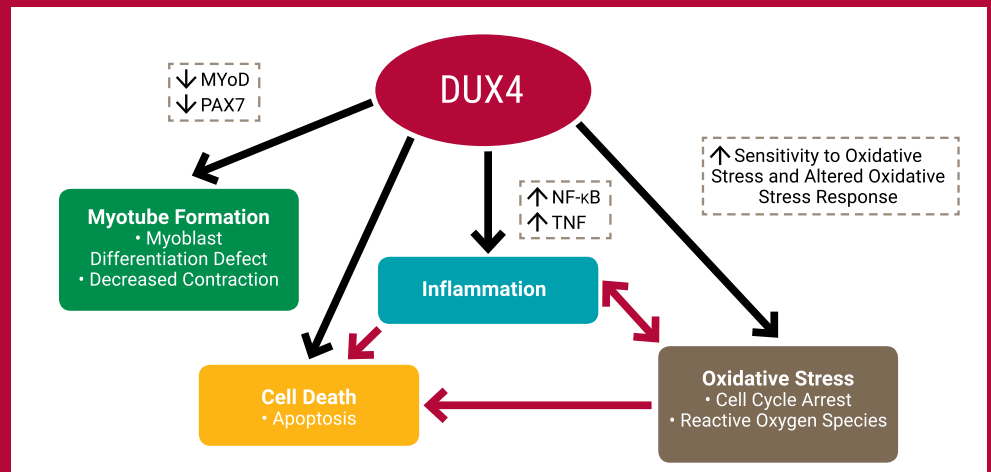 DUX4
↓ MYoD
↓ PAX7
↑ Sensitivity to Oxidative
Stress and Altered Oxidative
Stress Response
↑ NF-κB
↑ TNF
Myotube Formation
• Myoblast
Differentiation Defect
• Decreased Contraction
Inflammation
Cell Death
• Apoptosis
Oxidative Stress
• Cell Cycle Arrest
• Reactive Oxygen Species